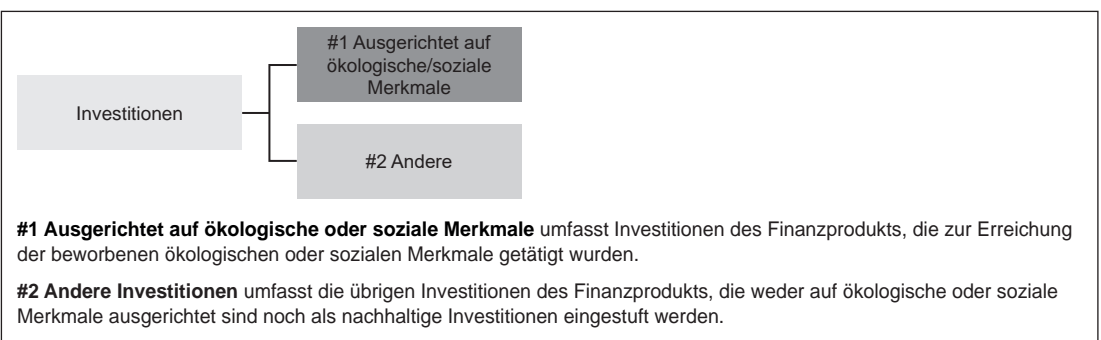 #1 Ausgerichtet auf
ökologische/soziale
Merkmale
Investitionen
#2 Andere
#1 Ausgerichtet auf ökologische oder soziale Merkmale umfasst Investitionen des Finanzprodukts, die zur Erreichung
der beworbenen ökologischen oder sozialen Merkmale getätigt wurden.
#2 Andere Investitionen umfasst die übrigen Investitionen des Finanzprodukts, die weder auf ökologische oder soziale
Merkmale ausgerichtet sind noch als nachhaltige Investitionen eingestuft werden.